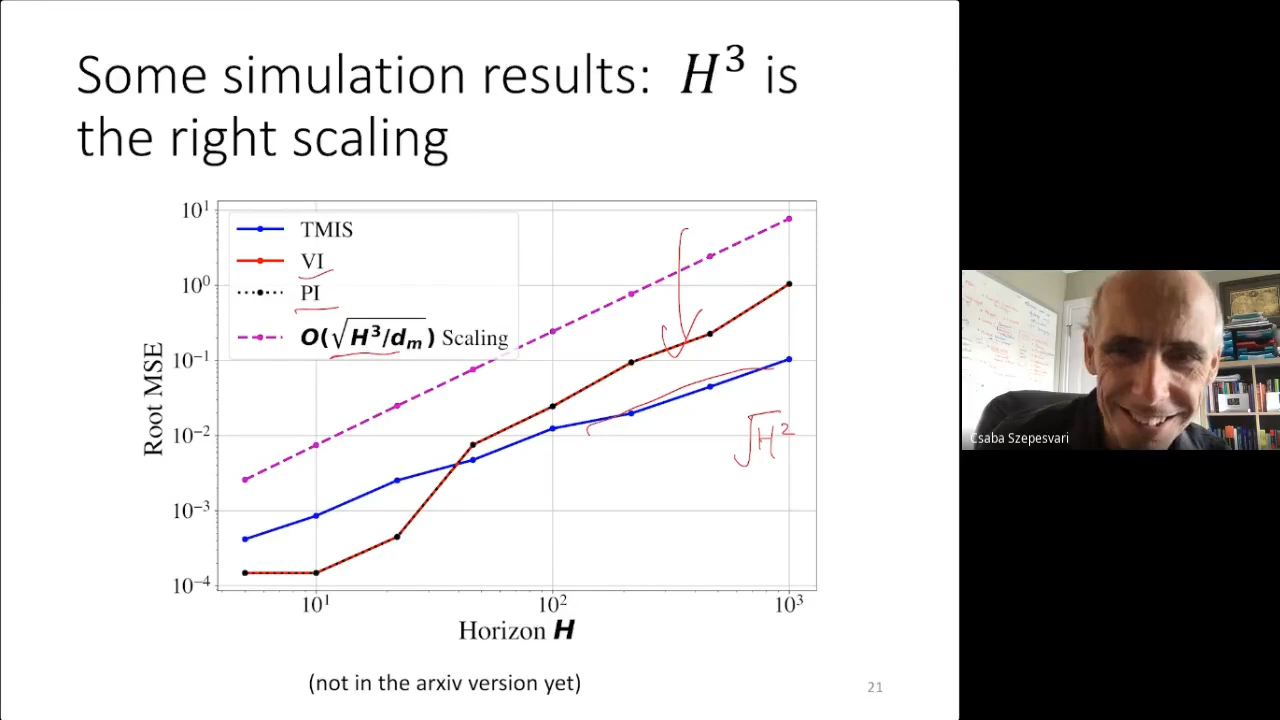 Some simulation results: H³ is
the right scaling
TMIS
VI
PI
O(√H³/dₘ) Scaling
10¹
10⁰
10⁻¹
10⁻²
10⁻³
10⁻⁴
Root MSE
10¹ 10² 10³
Horizon H
√H²
(not in the arxiv version yet)
21
Csaba Szepesvari